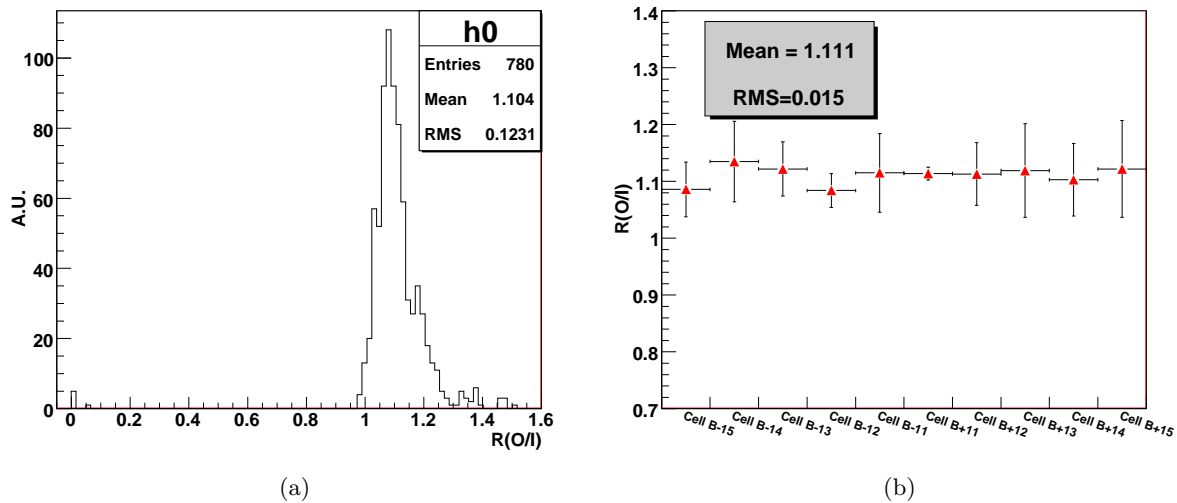 h0
Entries 780
Mean 1.104
RMS 0.1231
A.U.
100
80
60
40
20
0
0 0.2 0.4 0.6 0.8 1 1.2 1.4 1.6
R(O/I)
(a)
Mean = 1.111
RMS=0.015
R(O/I)
1.4
1.3
1.2
1.1
1
0.9
0.8
0.7
Cell B-15 Cell B-14 Cell B-13 Cell B-12 Cell B-11 Cell B+11 Cell B+12 Cell B+13 Cell B+14 Cell B+15
(b)